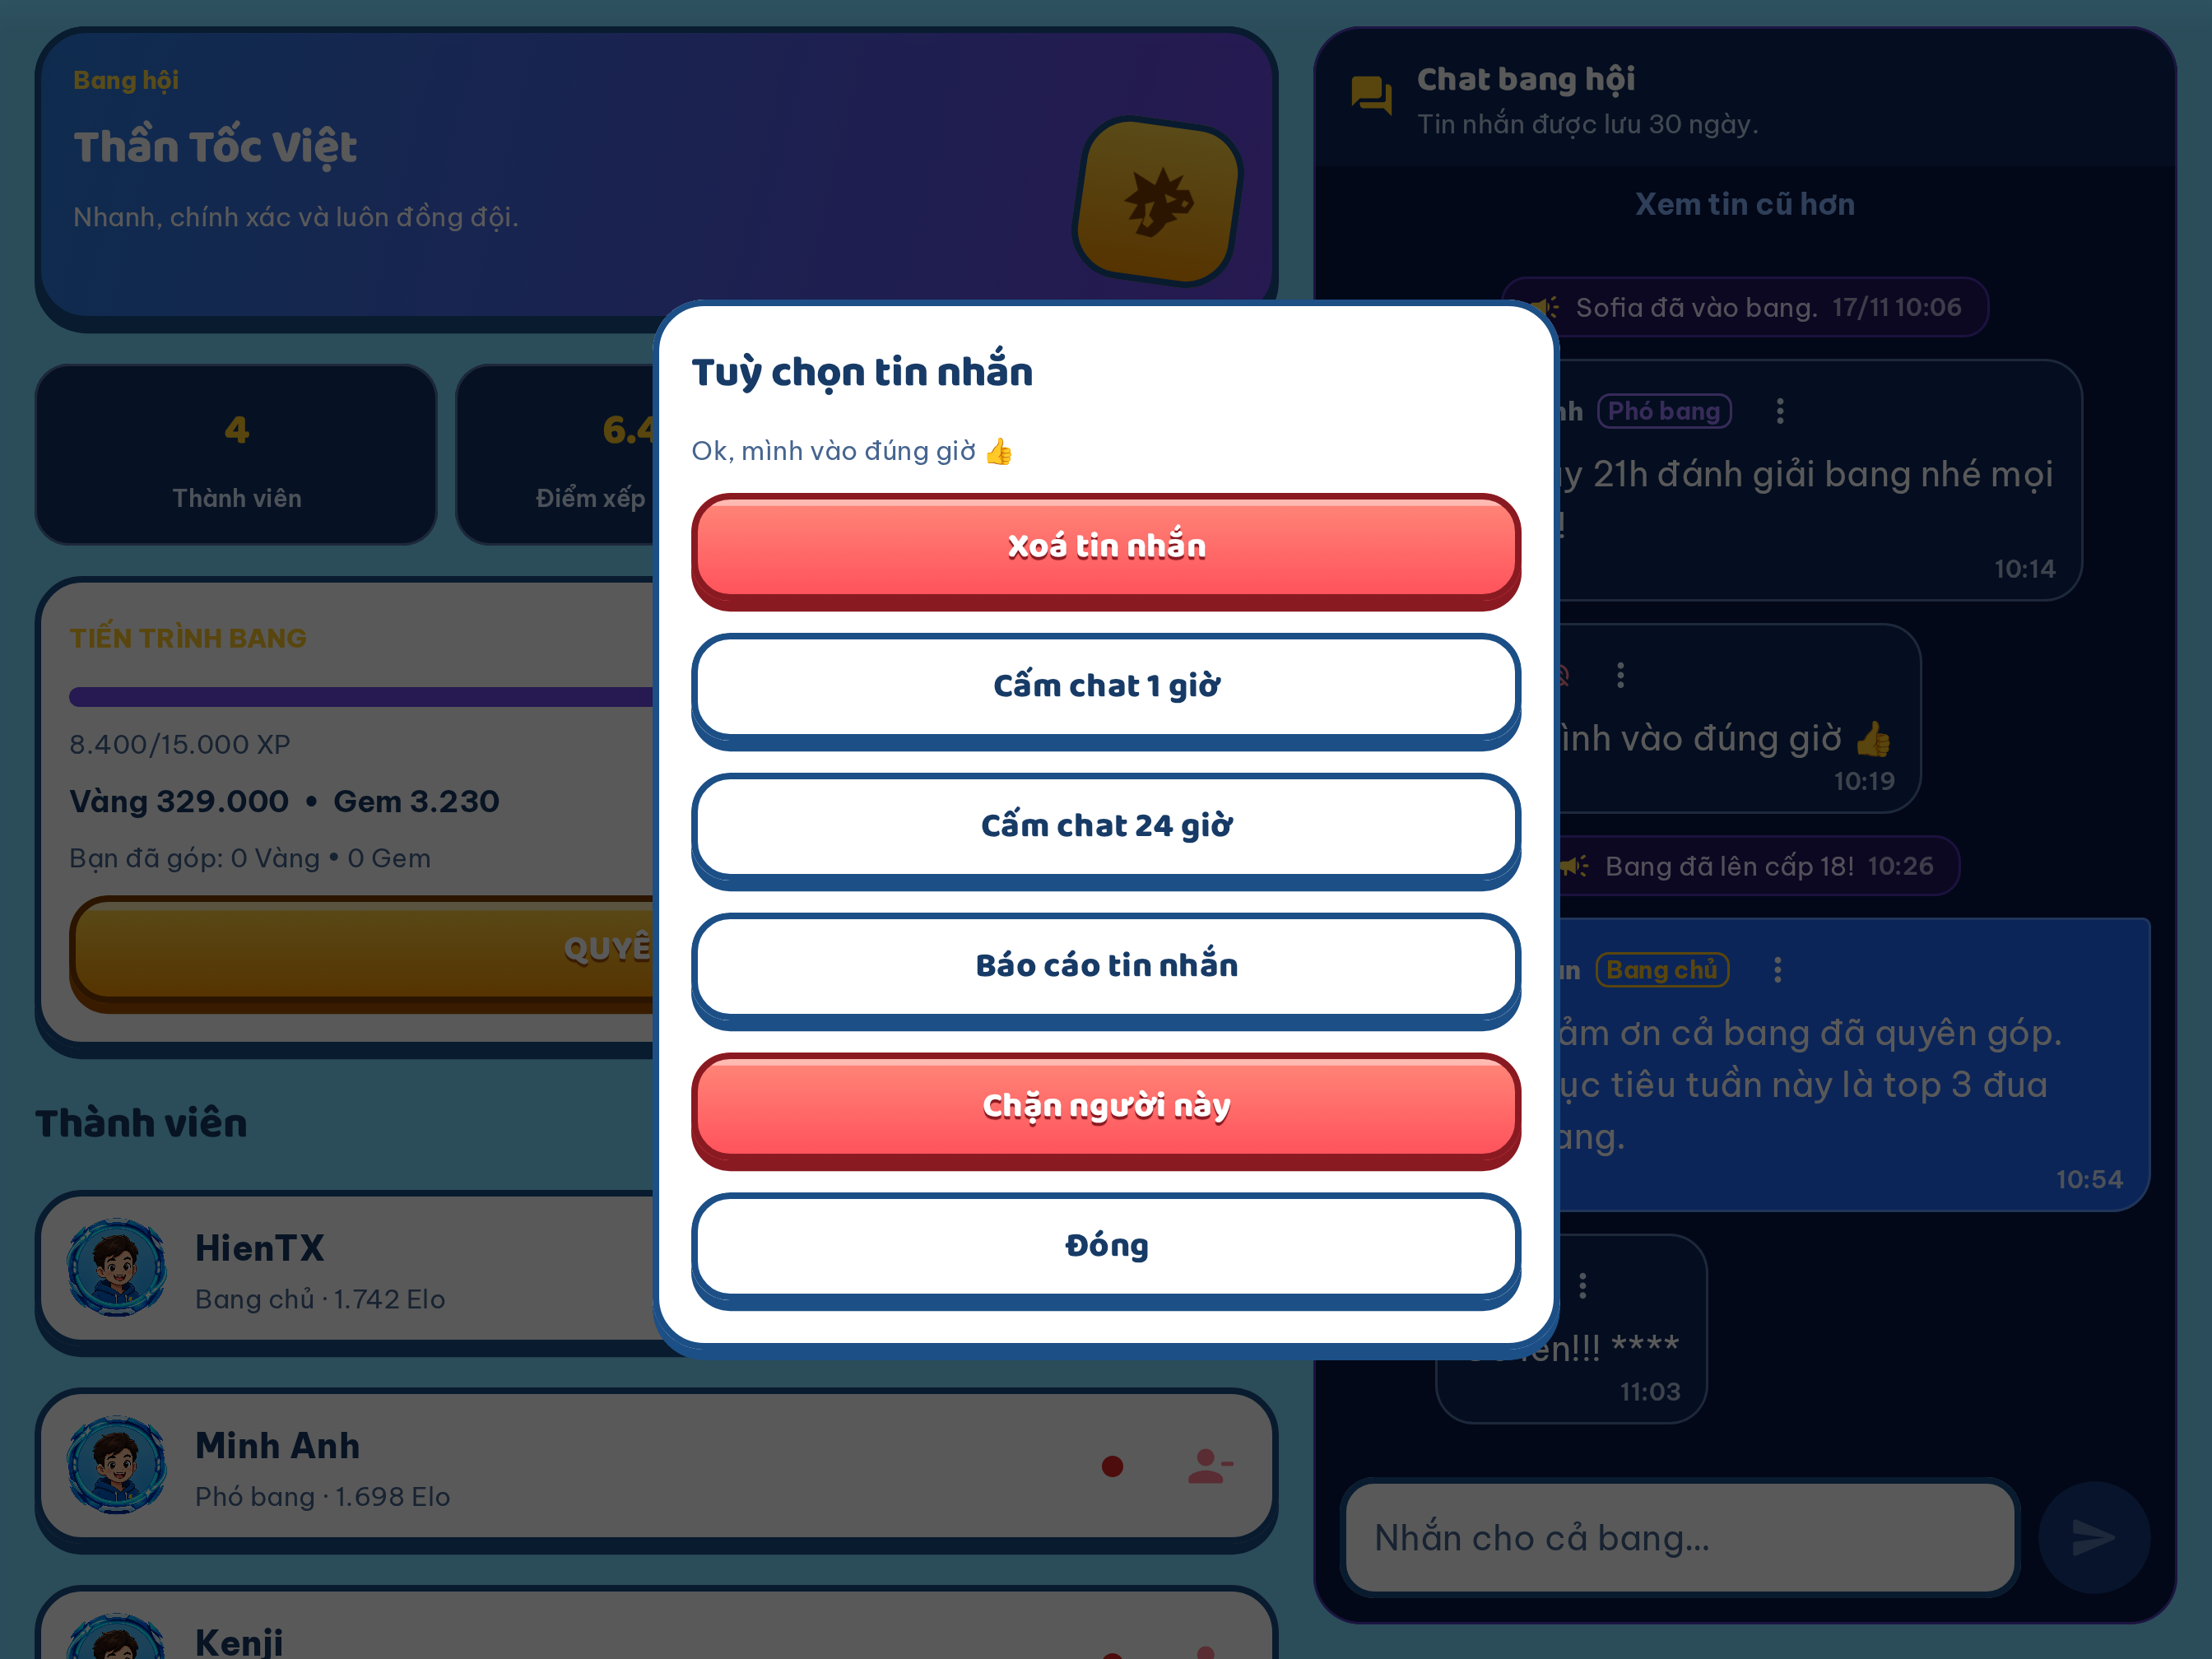 Bang hội
Thần Tốc Việt
Nhanh, chính xác và luôn đồng đội.
4
Thành viên
6.4
Điểm xếp
TIẾN TRÌNH BANG
8.400/15.000 XP
Vàng 329.000 • Gem 3.230
Bạn đã góp: 0 Vàng • 0 Gem
QUYÊ
Thành viên
HienTX
Bang chủ · 1.742 Elo
Minh Anh
Phó bang · 1.698 Elo
Kenji
Tuỳ chọn tin nhắn
Ok, mình vào đúng giờ 👍
Xoá tin nhắn
Cấm chat 1 giờ
Cấm chat 24 giờ
Báo cáo tin nhắn
Chặn người này
Đóng
Chat bang hội
Tin nhắn được lưu 30 ngày.
Xem tin cũ hơn
Sofia đã vào bang. 17/11 10:06
nh Phó bang
y 21h đánh giải bang nhé mọi
!
10:14
ình vào đúng giờ 👍
10:19
Bang đã lên cấp 18! 10:26
Bang chủ
ảm ơn cả bang đã quyên góp.
ục tiêu tuần này là top 3 đua
ang.
10:54
en!!! ****
11:03
Nhắn cho cả bang...